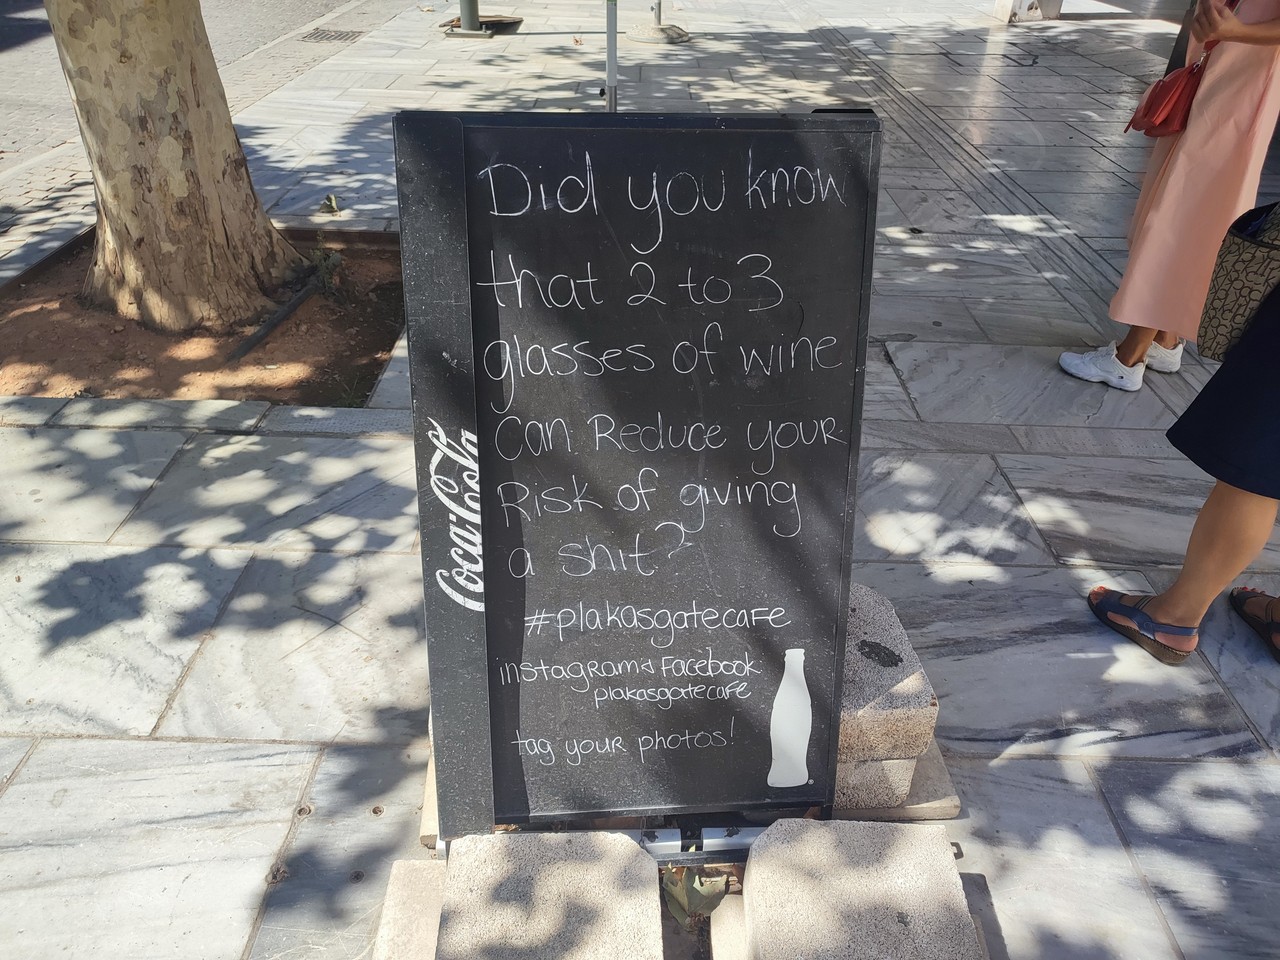 Did you know
that 2 to 3
glasses of wine
Can Reduce your
Risk of giving
a shit?
#plakasgatecafe
instagram & Facebook
plakasgatecafe
tag your photos!
Coca-Cola